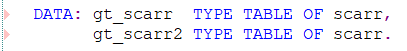 DATA: gt_scarr  TYPE TABLE OF scarr,
      gt_scarr2 TYPE TABLE OF scarr.